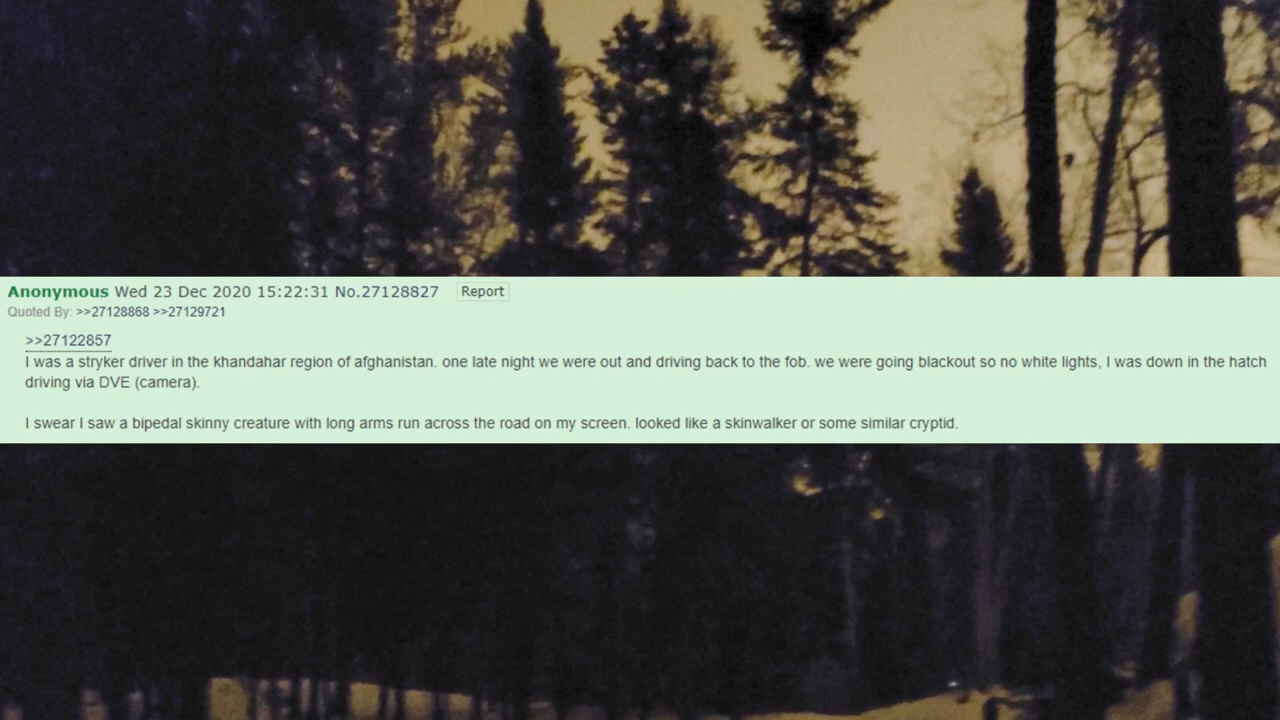 Anonymous Wed 23 Dec 2020 15:22:31 No.27128827 Report
Quoted By: >>27128868 >>27129721
>>27122857
I was a stryker driver in the khandahar region of afghanistan. one late night we were out and driving back to the fob. we were going blackout so no white lights, I was down in the hatch
driving via DVE (camera).
I swear I saw a bipedal skinny creature with long arms run across the road on my screen. looked like a skinwalker or some similar cryptid.